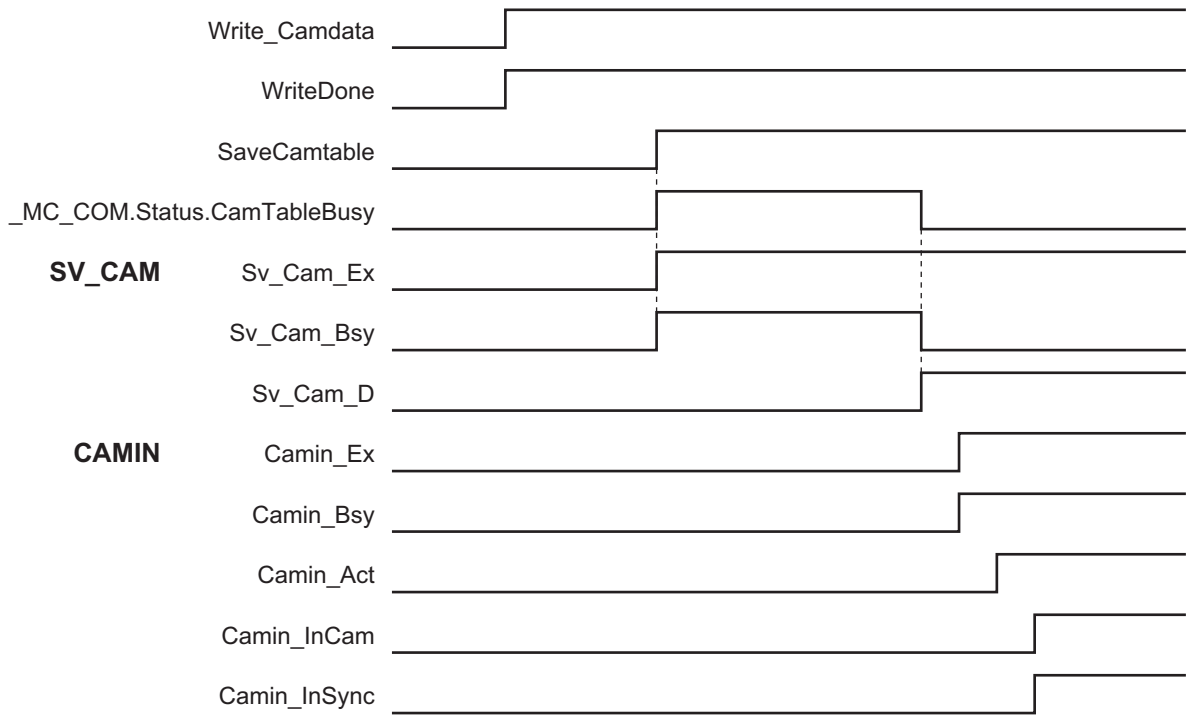 Write_Camdata
WriteDone
SaveCamtable
_MC_COM.Status.CamTableBusy
SV_CAM Sv_Cam_Ex
Sv_Cam_Bsy
Sv_Cam_D
CAMIN Camin_Ex
Camin_Bsy
Camin_Act
Camin_InCam
Camin_InSync